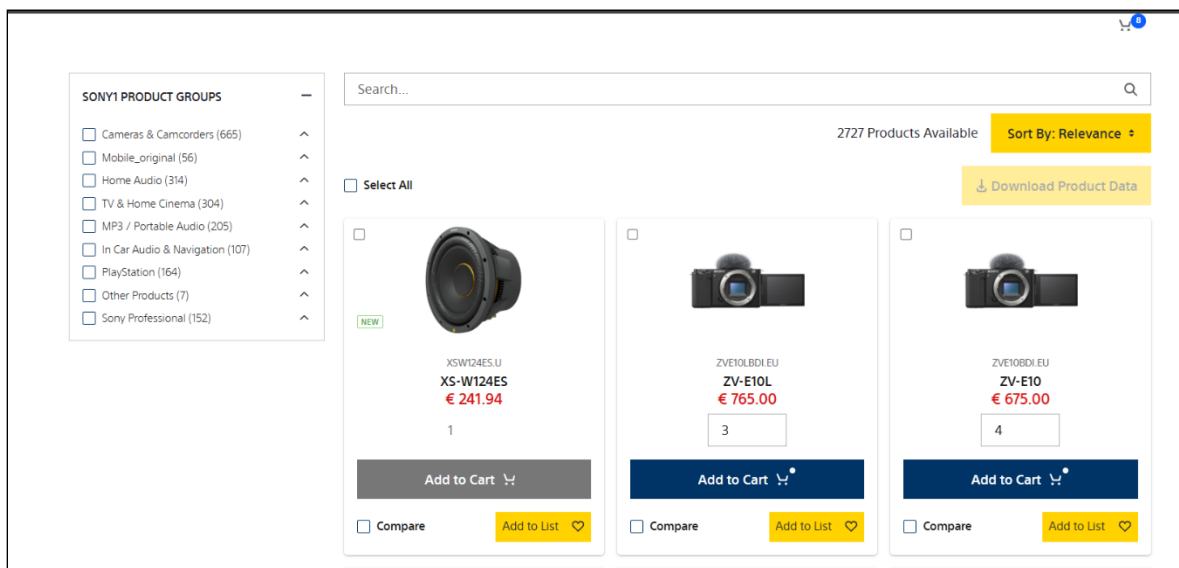 8
SONY1 PRODUCT GROUPS
Cameras & Camcorders (665)
Mobile_original (56)
Home Audio (314)
TV & Home Cinema (304)
MP3 / Portable Audio (205)
In Car Audio & Navigation (107)
PlayStation (164)
Other Products (7)
Sony Professional (152)
Search...
2727 Products Available
Sort By: Relevance
Select All
Download Product Data
NEW
XSW124ES.U
XS-W124ES
€ 241.94
1
Add to Cart
Compare
Add to List
ZVE10LBDI.EU
ZV-E10L
€ 765.00
3
Add to Cart
Compare
Add to List
ZVE10BDI.EU
ZV-E10
€ 675.00
4
Add to Cart
Compare
Add to List